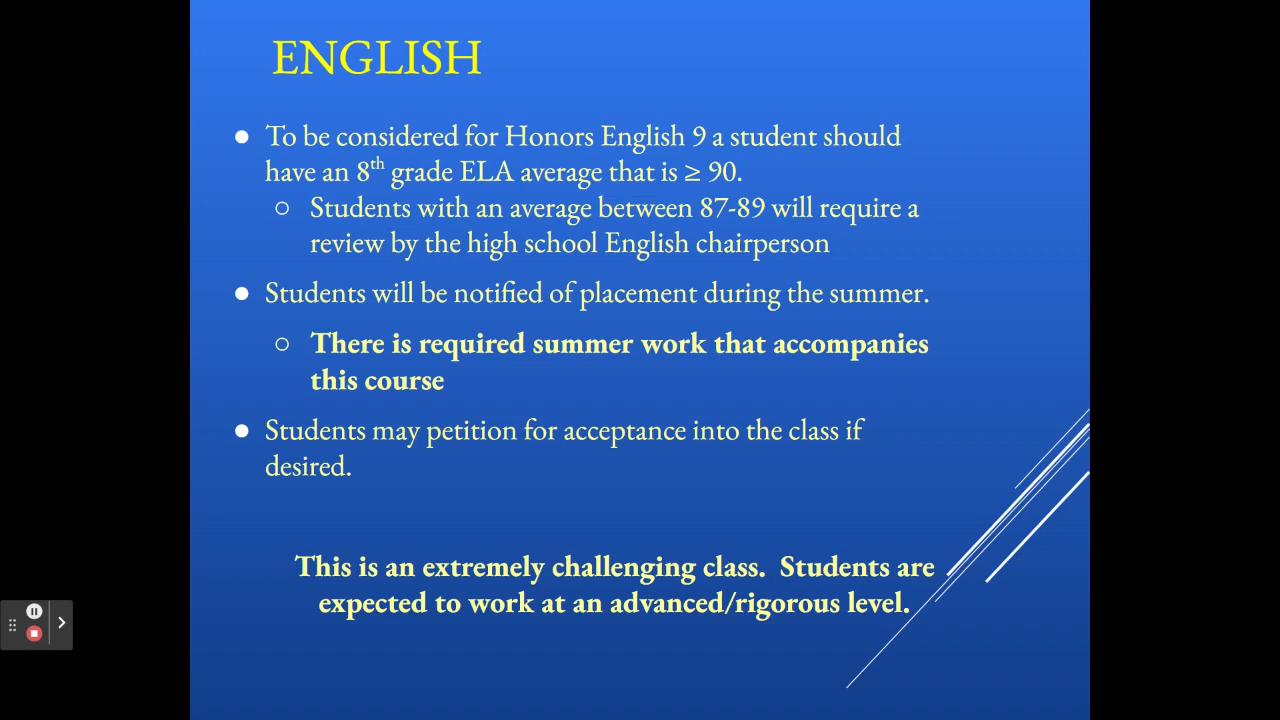 ENGLISH
● To be considered for Honors English 9 a student should
have an 8th grade ELA average that is ≥ 90.
○ Students with an average between 87-89 will require a
review by the high school English chairperson
● Students will be notified of placement during the summer.
○ There is required summer work that accompanies
this course
● Students may petition for acceptance into the class if
desired.
This is an extremely challenging class.  Students are
expected to work at an advanced/rigorous level.